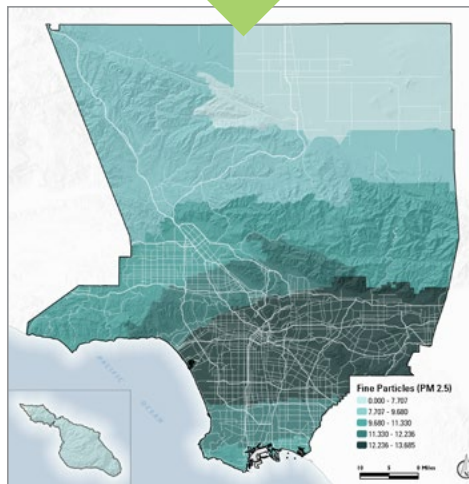 PACIFIC
OCEAN
Fine Particles (PM 2.5)
0.000 - 7.707
7.707 - 9.680
9.680 - 11.330
11.330 - 12.236
12.236 - 13.685
Miles